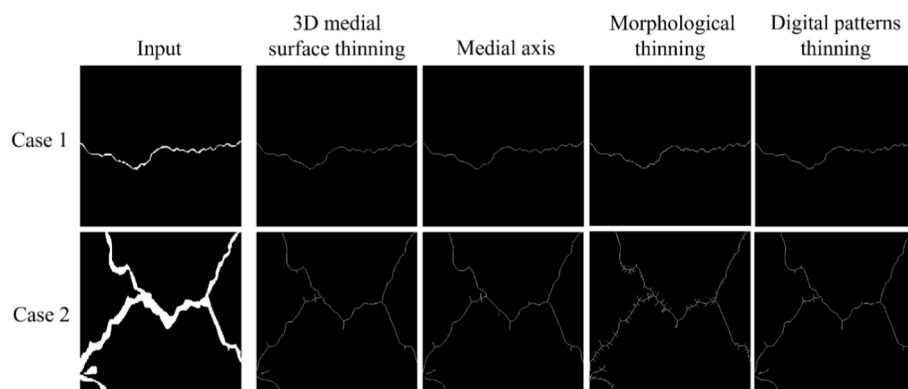 Input
3D medial
surface thinning
Medial axis
Morphological
thinning
Digital patterns
thinning
Case 1
Case 2